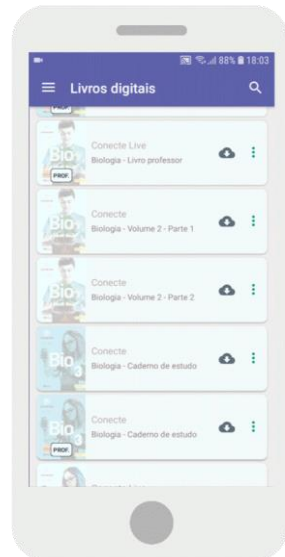 88% 18:03
Livros digitais
PROF.
Conecte Live
Bio
Biologia - Livro professor
PROF.
Conecte
Bio
Biologia - Volume 2 - Parte 1
Conecte
Bio
Biologia - Volume 2 - Parte 2
Conecte
Bio
3
Biologia - Caderno de estudo
Conecte
Bio
3
Biologia - Caderno de estudo
PROF.
Conecte Live